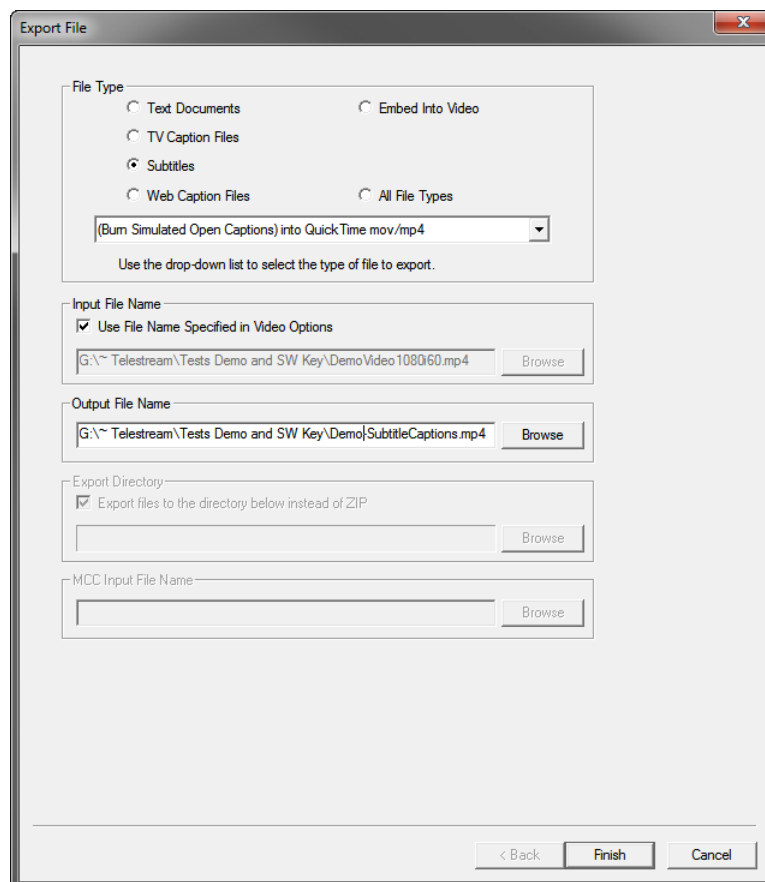 Export File
File Type
Text Documents
Embed Into Video
TV Caption Files
Subtitles
Web Caption Files
All File Types
(Burn Simulated Open Captions) into QuickTime mov/mp4
Use the drop-down list to select the type of file to export.
Input File Name
Use File Name Specified in Video Options
G:\~ Telestream\Tests Demo and SW Key\DemoVideo1080i60.mp4
Browse
Output File Name
G:\~ Telestream\Tests Demo and SW Key\Demo-SubtitleCaptions.mp4
Browse
Export Directory
Export files to the directory below instead of ZIP
Browse
MCC Input File Name
Browse
< Back
Finish
Cancel